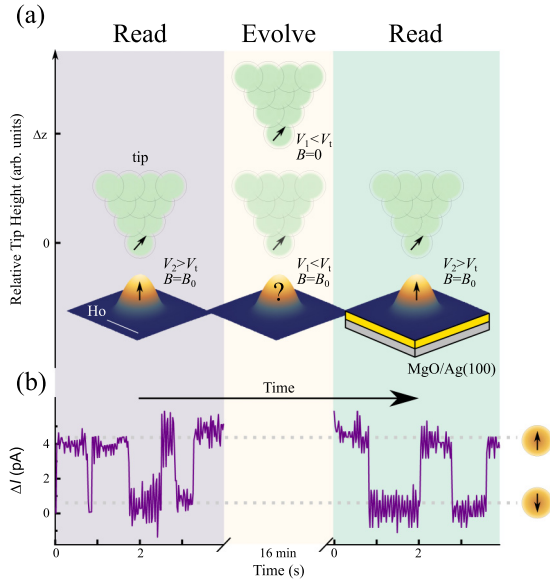 (a)
Read Evolve Read
Relative Tip Height (arb. units)
Δz
0
tip
V₁<Vₜ
B=0
V₂>Vₜ
B=B₀
V₁<Vₜ
B=B₀
V₂>Vₜ
B=B₀
?
Ho
MgO/Ag(100)
(b)
Time
ΔI (pA)
4
2
0
0 2 16 min 0 2
Time (s)